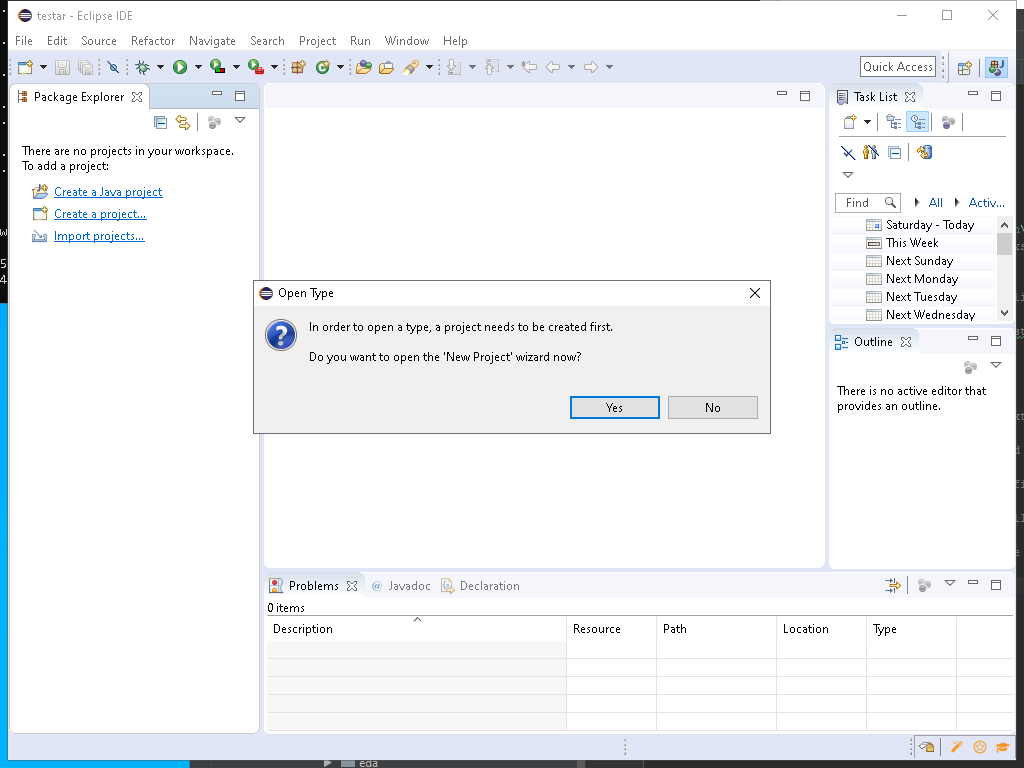 testar - Eclipse IDE
File Edit Source Refactor Navigate Search Project Run Window Help
Quick Access
Package Explorer
There are no projects in your workspace.
To add a project:
Create a Java project
Create a project...
Import projects...
Task List
Find All Activ...
Saturday - Today
This Week
Next Sunday
Next Monday
Next Tuesday
Next Wednesday
Outline
There is no active editor that
provides an outline.
Open Type
In order to open a type, a project needs to be created first.
Do you want to open the 'New Project' wizard now?
Yes No
Problems @ Javadoc Declaration
0 items
Description Resource Path Location Type
eda